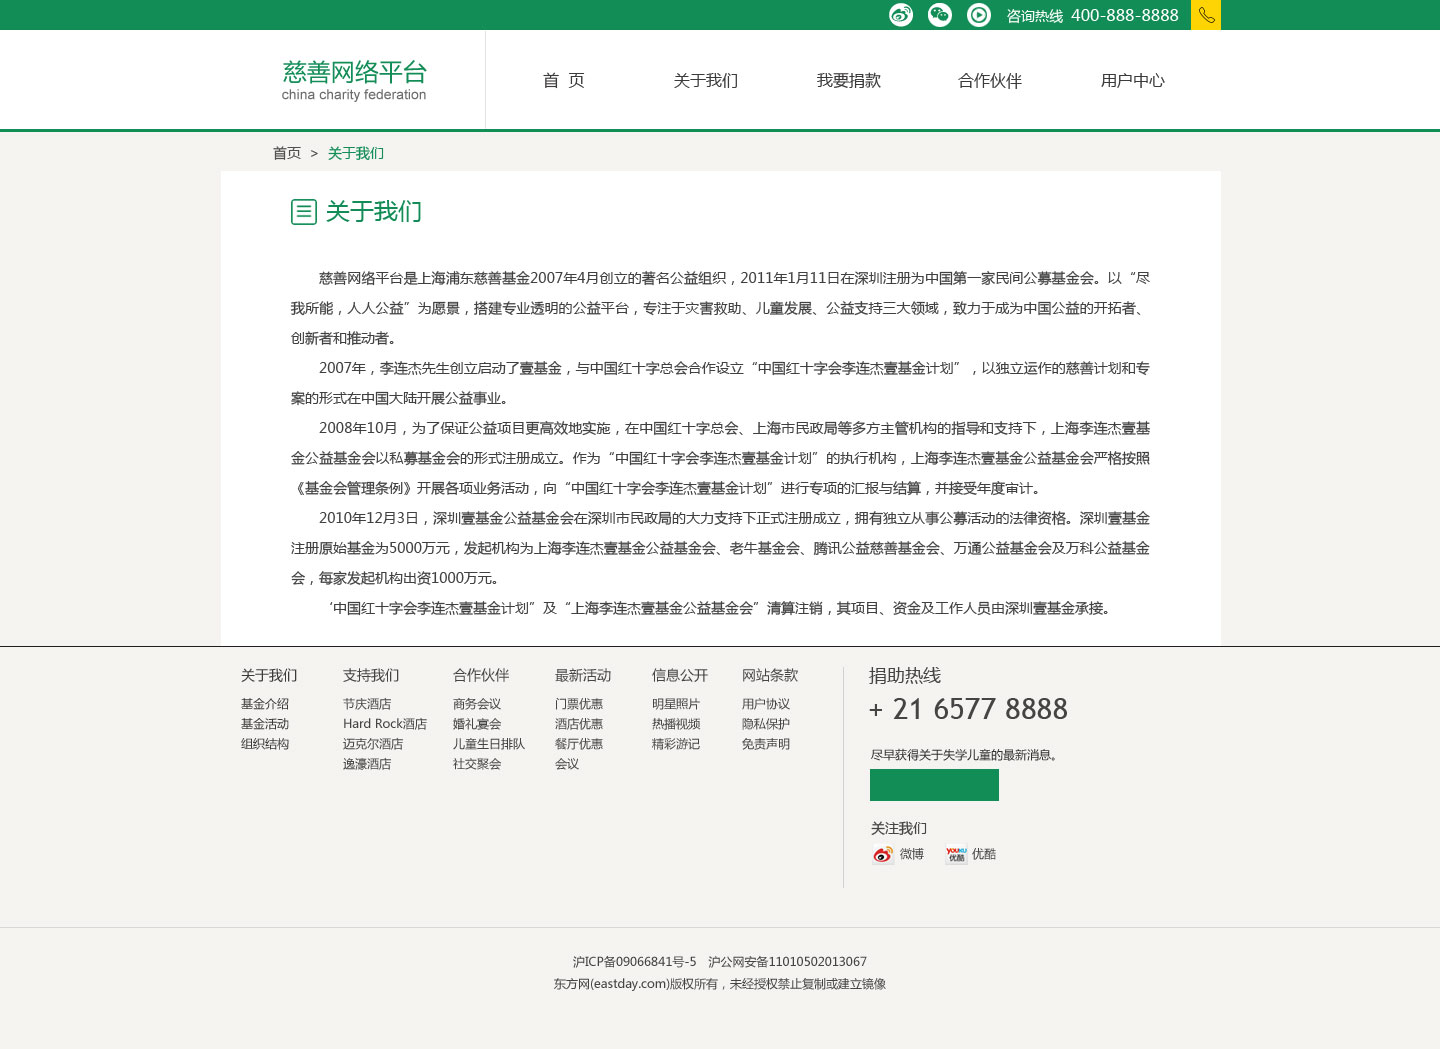 咨询热线 400-888-8888
慈善网络平台
china charity federation
首 页 关于我们 我要捐款 合作伙伴 用户中心
首页 > 关于我们
关于我们
慈善网络平台是上海浦东慈善基金2007年4月创立的著名公益组织，2011年1月11日在深圳注册为中国第一家民间公募基金会。以“尽
我所能，人人公益”为愿景，搭建专业透明的公益平台，专注于灾害救助、儿童发展、公益支持三大领域，致力于成为中国公益的开拓者、
创新者和推动者。
2007年，李连杰先生创立启动了壹基金，与中国红十字总会合作设立“中国红十字会李连杰壹基金计划”，以独立运作的慈善计划和专
案的形式在中国大陆开展公益事业。
2008年10月，为了保证公益项目更高效地实施，在中国红十字总会、上海市民政局等多方主管机构的指导和支持下，上海李连杰壹基
金公益基金会以私募基金会的形式注册成立。作为“中国红十字会李连杰壹基金计划”的执行机构，上海李连杰壹基金公益基金会严格按照
《基金会管理条例》开展各项业务活动，向“中国红十字会李连杰壹基金计划”进行专项的汇报与结算，并接受年度审计。
2010年12月3日，深圳壹基金公益基金会在深圳市民政局的大力支持下正式注册成立，拥有独立从事公募活动的法律资格。深圳壹基金
注册原始基金为5000万元，发起机构为上海李连杰壹基金公益基金会、老牛基金会、腾讯公益慈善基金会、万通公益基金会及万科公益基金
会，每家发起机构出资1000万元。
‘中国红十字会李连杰壹基金计划”及“上海李连杰壹基金公益基金会”清算注销，其项目、资金及工作人员由深圳壹基金承接。
关于我们
基金介绍
基金活动
组织结构
支持我们
节庆酒店
Hard Rock酒店
迈克尔酒店
逸濠酒店
合作伙伴
商务会议
婚礼宴会
儿童生日排队
社交聚会
最新活动
门票优惠
酒店优惠
餐厅优惠
会议
信息公开
明星照片
热播视频
精彩游记
网站条款
用户协议
隐私保护
免责声明
捐助热线
+ 21 6577 8888
尽早获得关于失学儿童的最新消息。
关注我们
微博 YOUKU 优酷 优酷
沪ICP备09066841号-5 沪公网安备11010502013067
东方网(eastday.com)版权所有，未经授权禁止复制或建立镜像